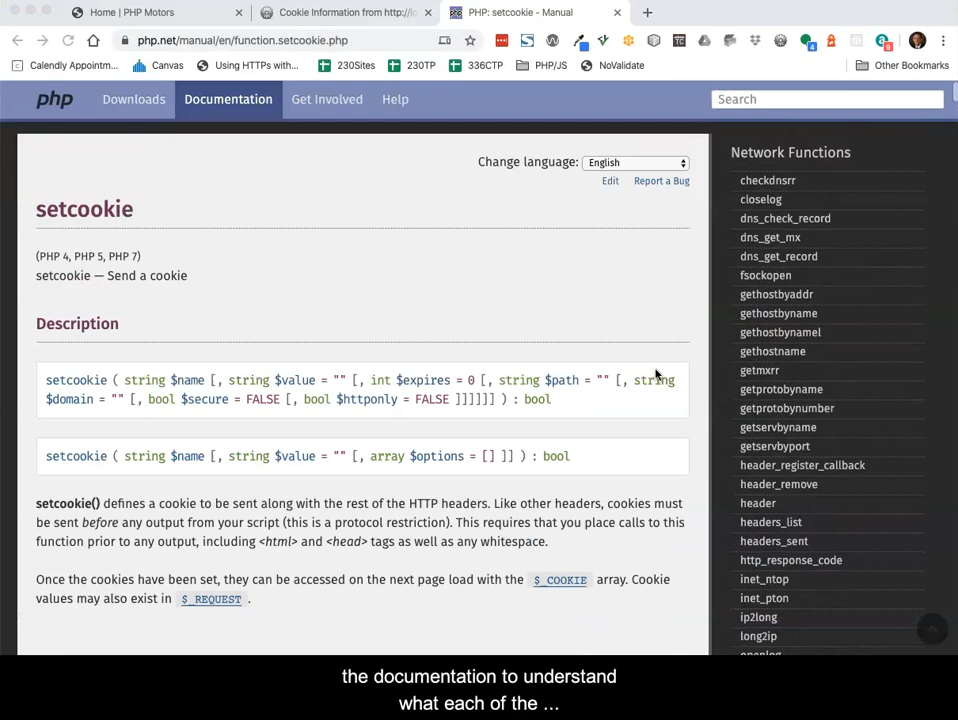 Home | PHP Motors
Cookie Information from http://lo
PHP: setcookie - Manual
php.net/manual/en/function.setcookie.php
Calendly Appointm...
Canvas
Using HTTPs with...
230Sites
230TP
336CTP
PHP/JS
NoValidate
Other Bookmarks
php
Downloads
Documentation
Get Involved
Help
Search
Change language: English
Edit
Report a Bug
setcookie
(PHP 4, PHP 5, PHP 7)
setcookie — Send a cookie
Description
setcookie ( string $name [, string $value = "" [, int $expires = 0 [, string $path = "" [, string
$domain = "" [, bool $secure = FALSE [, bool $httponly = FALSE ]]]]]] ) : bool
setcookie ( string $name [, string $value = "" [, array $options = [] ]] ) : bool
setcookie() defines a cookie to be sent along with the rest of the HTTP headers. Like other headers, cookies must
be sent before any output from your script (this is a protocol restriction). This requires that you place calls to this
function prior to any output, including <html> and <head> tags as well as any whitespace.
Once the cookies have been set, they can be accessed on the next page load with the $_COOKIE array. Cookie
values may also exist in $_REQUEST .
Network Functions
checkdnsrr
closelog
dns_check_record
dns_get_mx
dns_get_record
fsockopen
gethostbyaddr
gethostbyname
gethostbynamel
gethostname
getmxrr
getprotobyname
getprotobynumber
getservbyname
getservbyport
header_register_callback
header_remove
header
headers_list
headers_sent
http_response_code
inet_ntop
inet_pton
ip2long
long2ip
openlog
the documentation to understand
what each of the ...